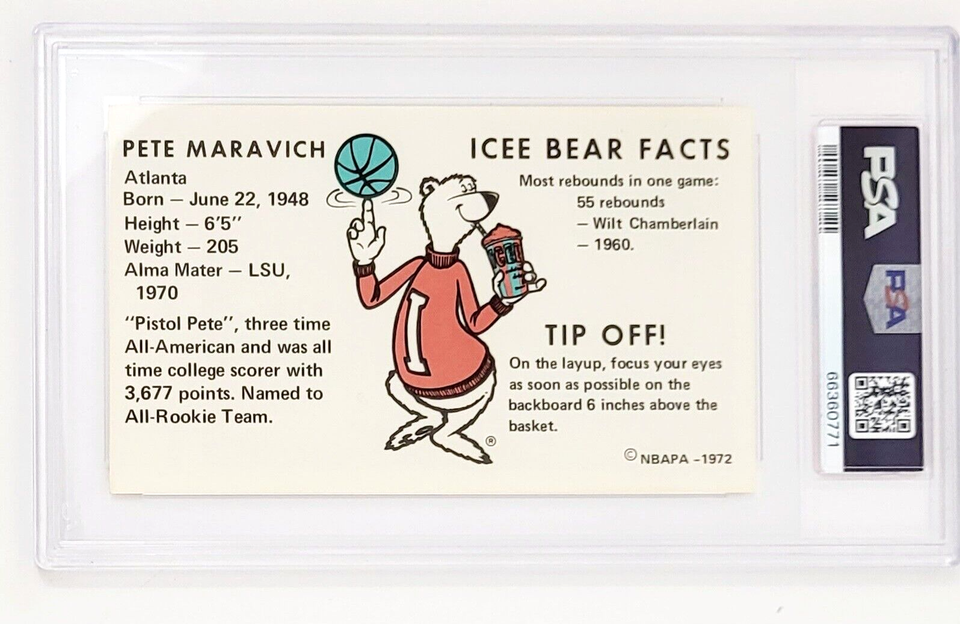 PETE MARAVICH
Atlanta
Born — June 22, 1948
Height — 6'5"
Weight — 205
Alma Mater — LSU,
1970
"Pistol Pete", three time
All-American and was all
time college scorer with
3,677 points. Named to
All-Rookie Team.
ICEE
I
®
ICEE BEAR FACTS
Most rebounds in one game:
55 rebounds
— Wilt Chamberlain
— 1960.
TIP OFF!
On the layup, focus your eyes
as soon as possible on the
backboard 6 inches above the
basket.
© NBAPA -1972
PSA
PSA
66360771